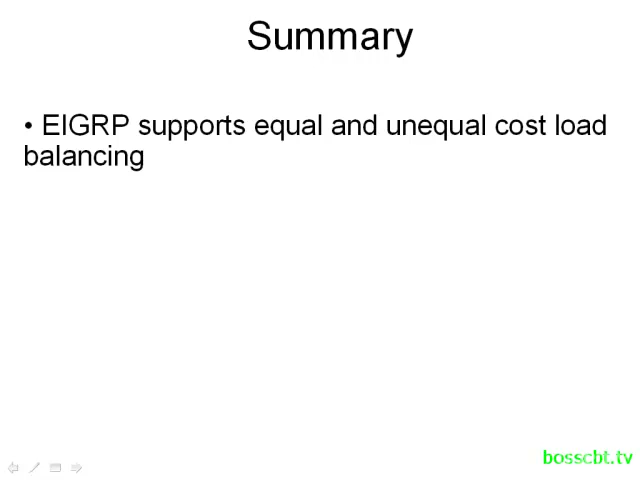 Summary
• EIGRP supports equal and unequal cost load
balancing
bosscbt.tv